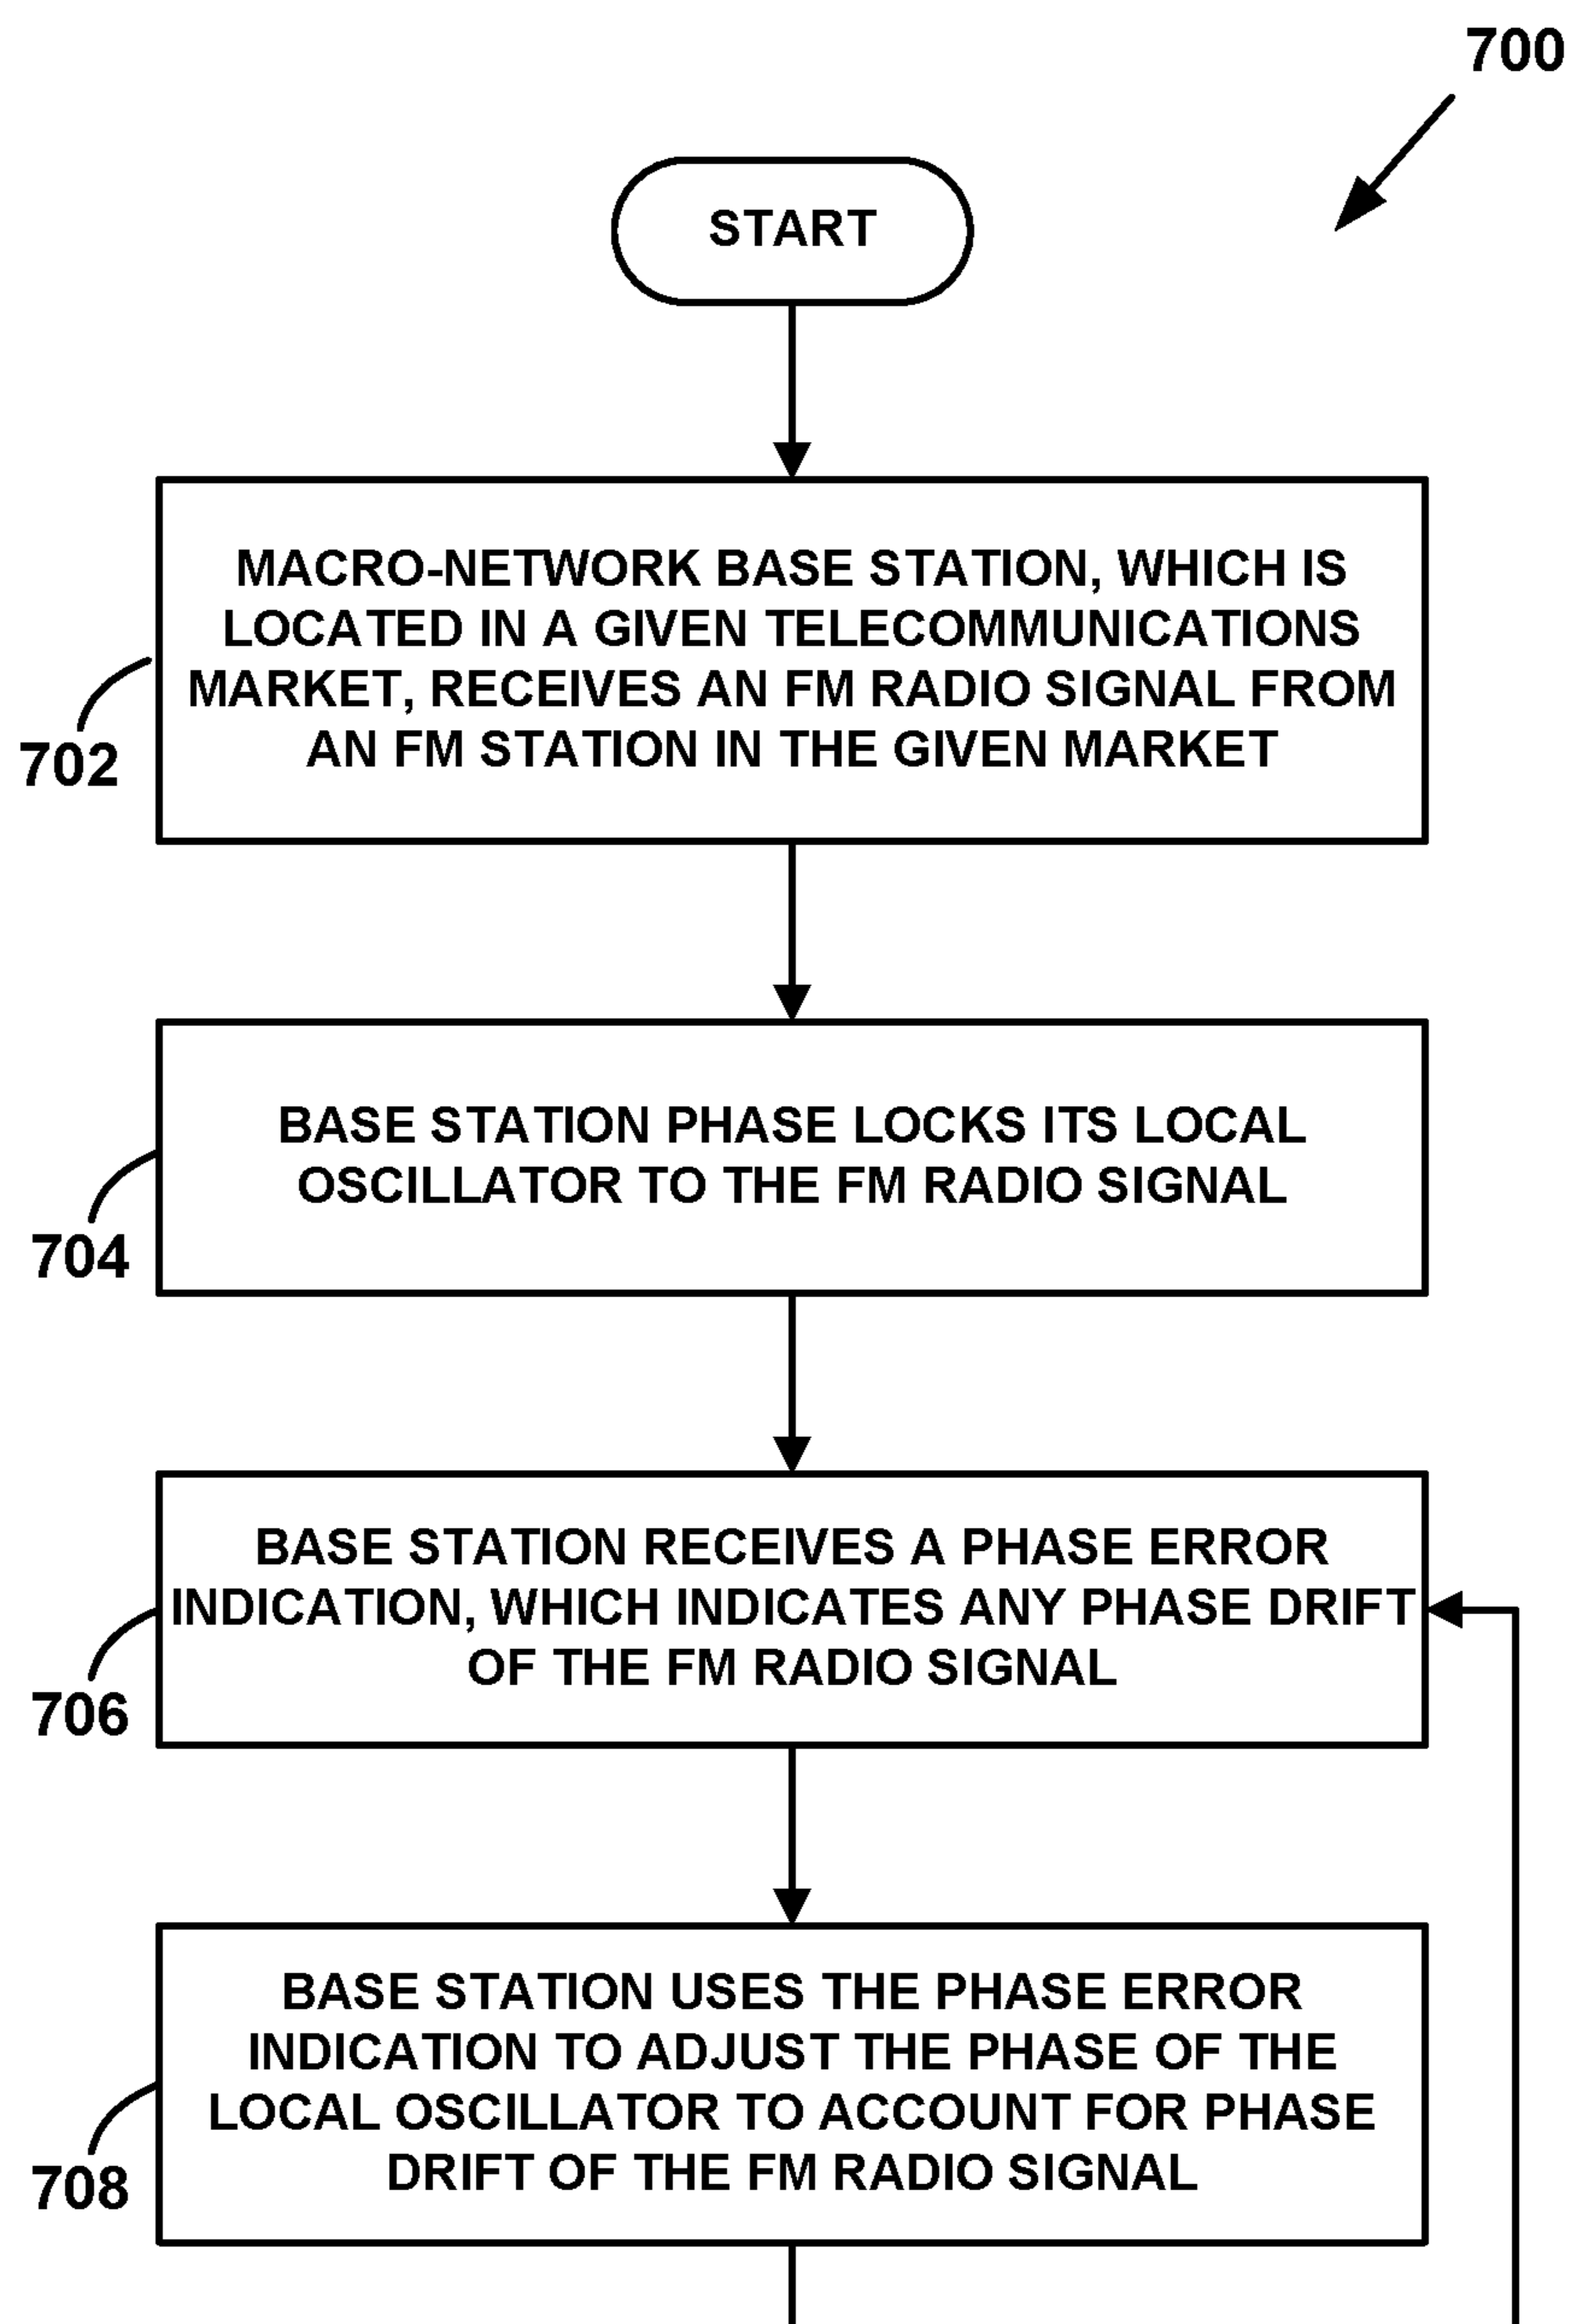 700
START
MACRO-NETWORK BASE STATION, WHICH IS
LOCATED IN A GIVEN TELECOMMUNICATIONS
MARKET, RECEIVES AN FM RADIO SIGNAL FROM
AN FM STATION IN THE GIVEN MARKET
702
BASE STATION PHASE LOCKS ITS LOCAL
OSCILLATOR TO THE FM RADIO SIGNAL
704
BASE STATION RECEIVES A PHASE ERROR
INDICATION, WHICH INDICATES ANY PHASE DRIFT
OF THE FM RADIO SIGNAL
706
BASE STATION USES THE PHASE ERROR
INDICATION TO ADJUST THE PHASE OF THE
LOCAL OSCILLATOR TO ACCOUNT FOR PHASE
DRIFT OF THE FM RADIO SIGNAL
708